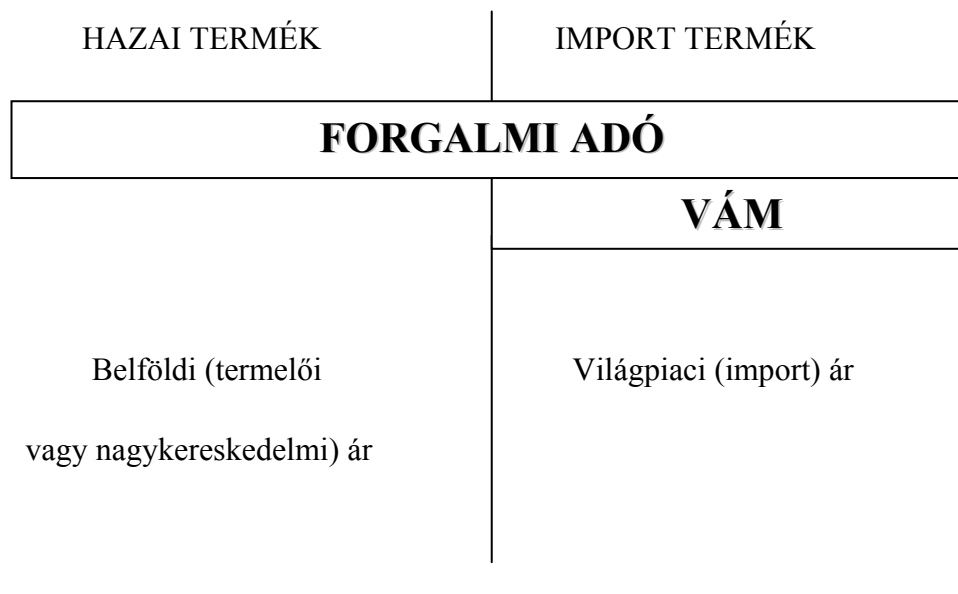 HAZAI TERMÉK
IMPORT TERMÉK
FORGALMI ADÓ
VÁM
Belföldi (termelői
vagy nagykereskedelmi) ár
Világpiaci (import) ár